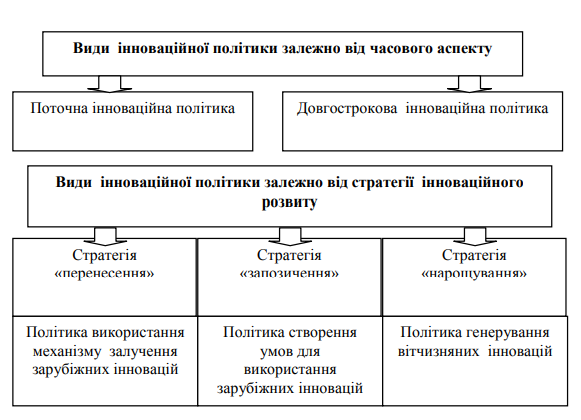 Види інноваційної політики залежно від часового аспекту
Поточна інноваційна політика
Довгострокова інноваційна політика
Види інноваційної політики залежно від стратегії інноваційного
розвиту
Стратегія
«перенесення»
Стратегія
«запозичення»
Стратегія
«нарощування»
Політика використання
механізму залучення
зарубіжних інновацій
Політика створення
умов для
використання
зарубіжних інновацій
Політика генерування
вітчизняних інновацій